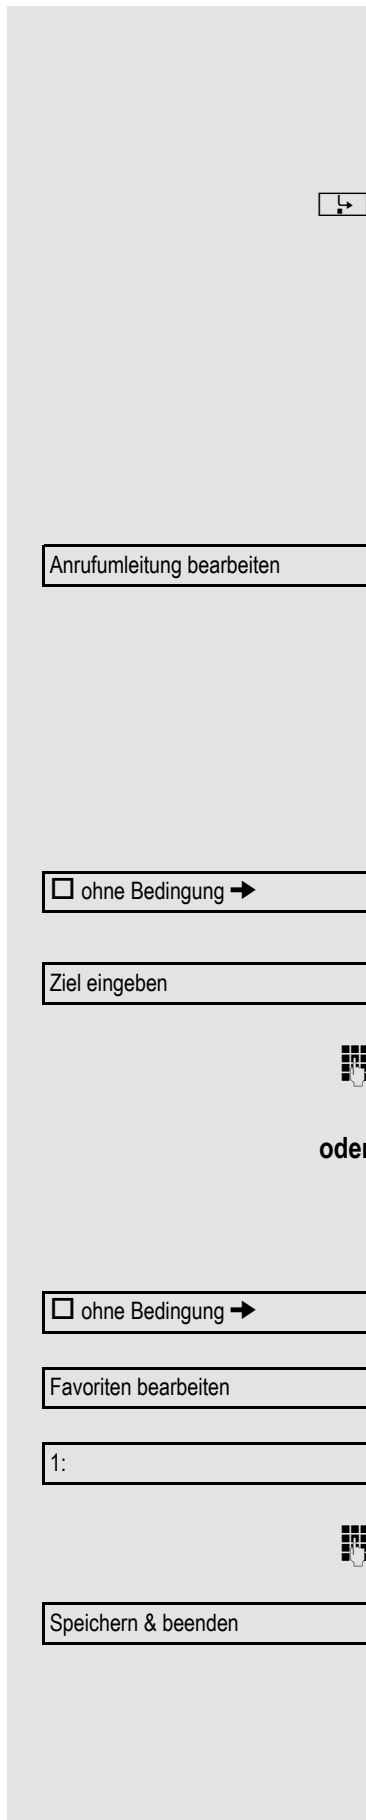 Anrufumleitung bearbeiten
☐ ohne Bedingung ➔
Ziel eingeben
oder
☐ ohne Bedingung ➔
Favoriten bearbeiten
1:
Speichern & beenden